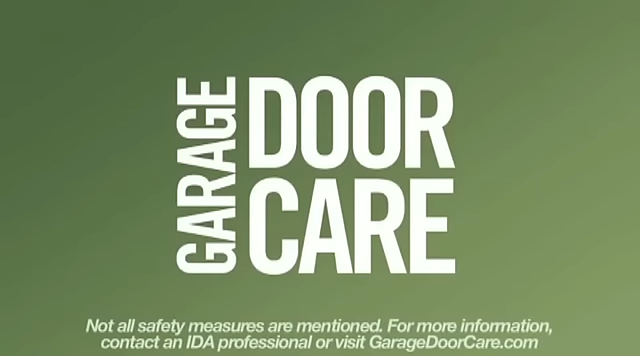 GARAGE
DOOR
CARE
Not all safety measures are mentioned. For more information,
contact an IDA professional or visit GarageDoorCare.com